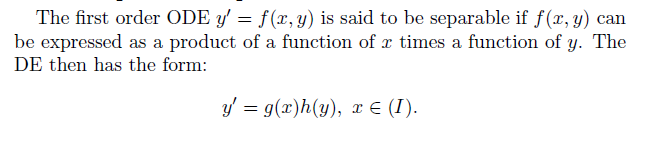 The first order ODE y′ = f(x, y) is said to be separable if f(x, y) can
be expressed as a product of a function of x times a function of y. The
DE then has the form:
y′ = g(x)h(y), x ∈ (I).